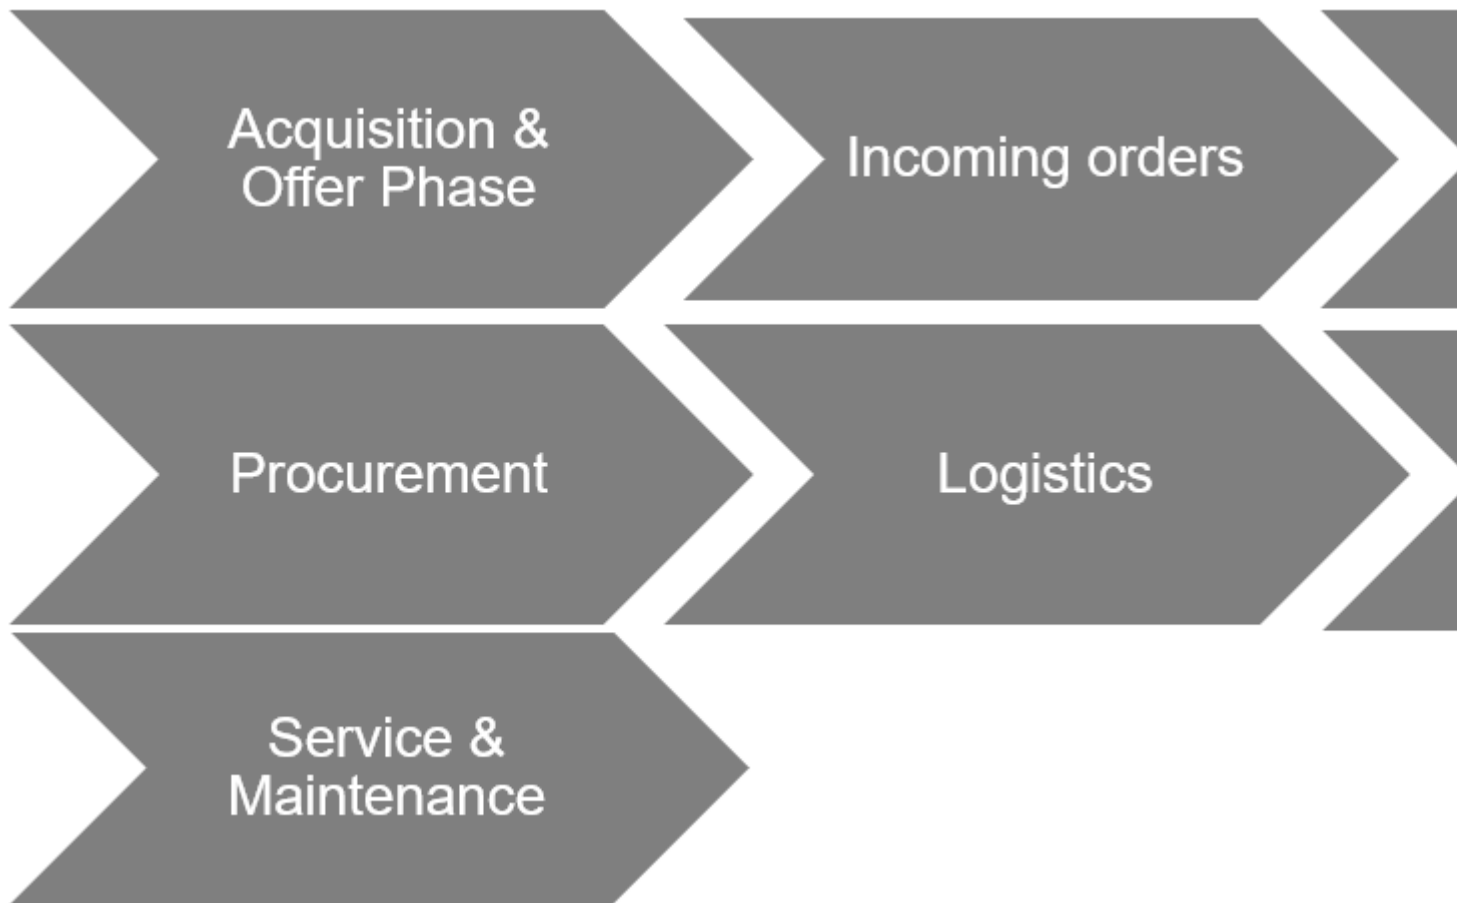 Acquisition &
Offer Phase
Incoming orders
Procurement
Logistics
Service &
Maintenance